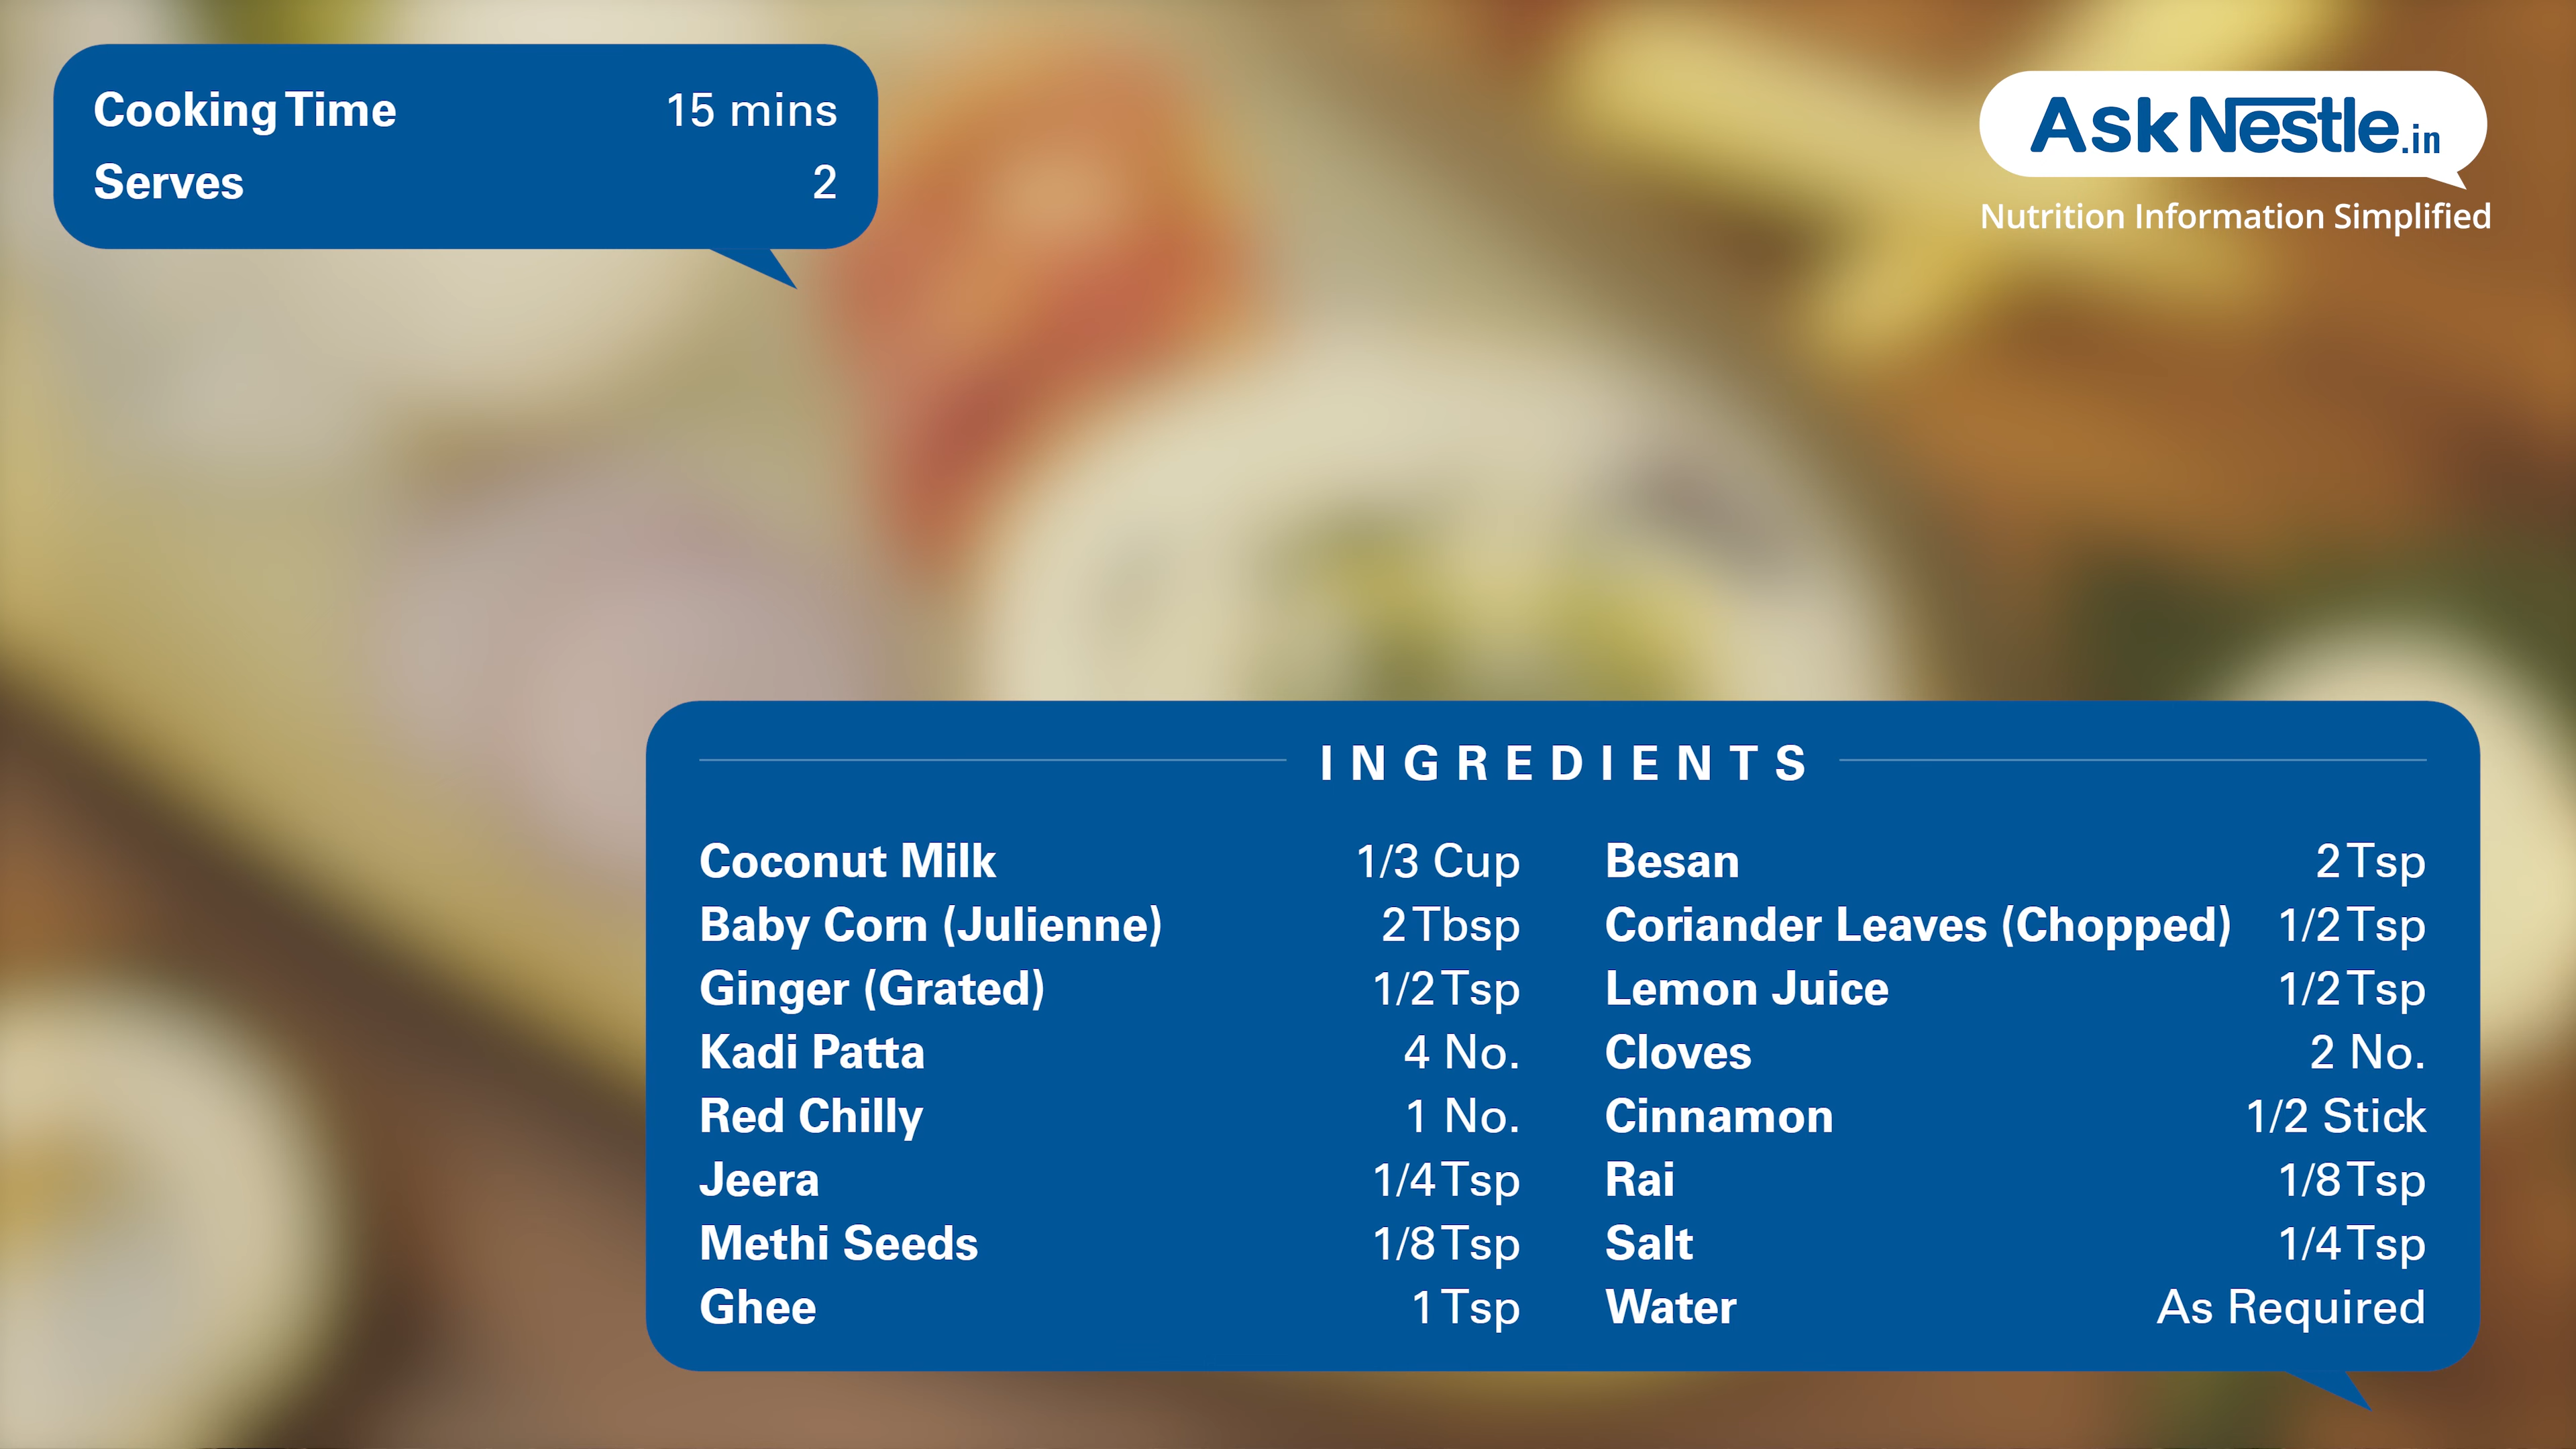 Cooking Time 15 mins
Serves 2
Ask Nestle.in
Nutrition Information Simplified
INGREDIENTS
Coconut Milk 1/3 Cup
Baby Corn (Julienne) 2 Tbsp
Ginger (Grated) 1/2 Tsp
Kadi Patta 4 No.
Red Chilly 1 No.
Jeera 1/4 Tsp
Methi Seeds 1/8 Tsp
Ghee 1 Tsp
Besan 2 Tsp
Coriander Leaves (Chopped) 1/2 Tsp
Lemon Juice 1/2 Tsp
Cloves 2 No.
Cinnamon 1/2 Stick
Rai 1/8 Tsp
Salt 1/4 Tsp
Water As Required